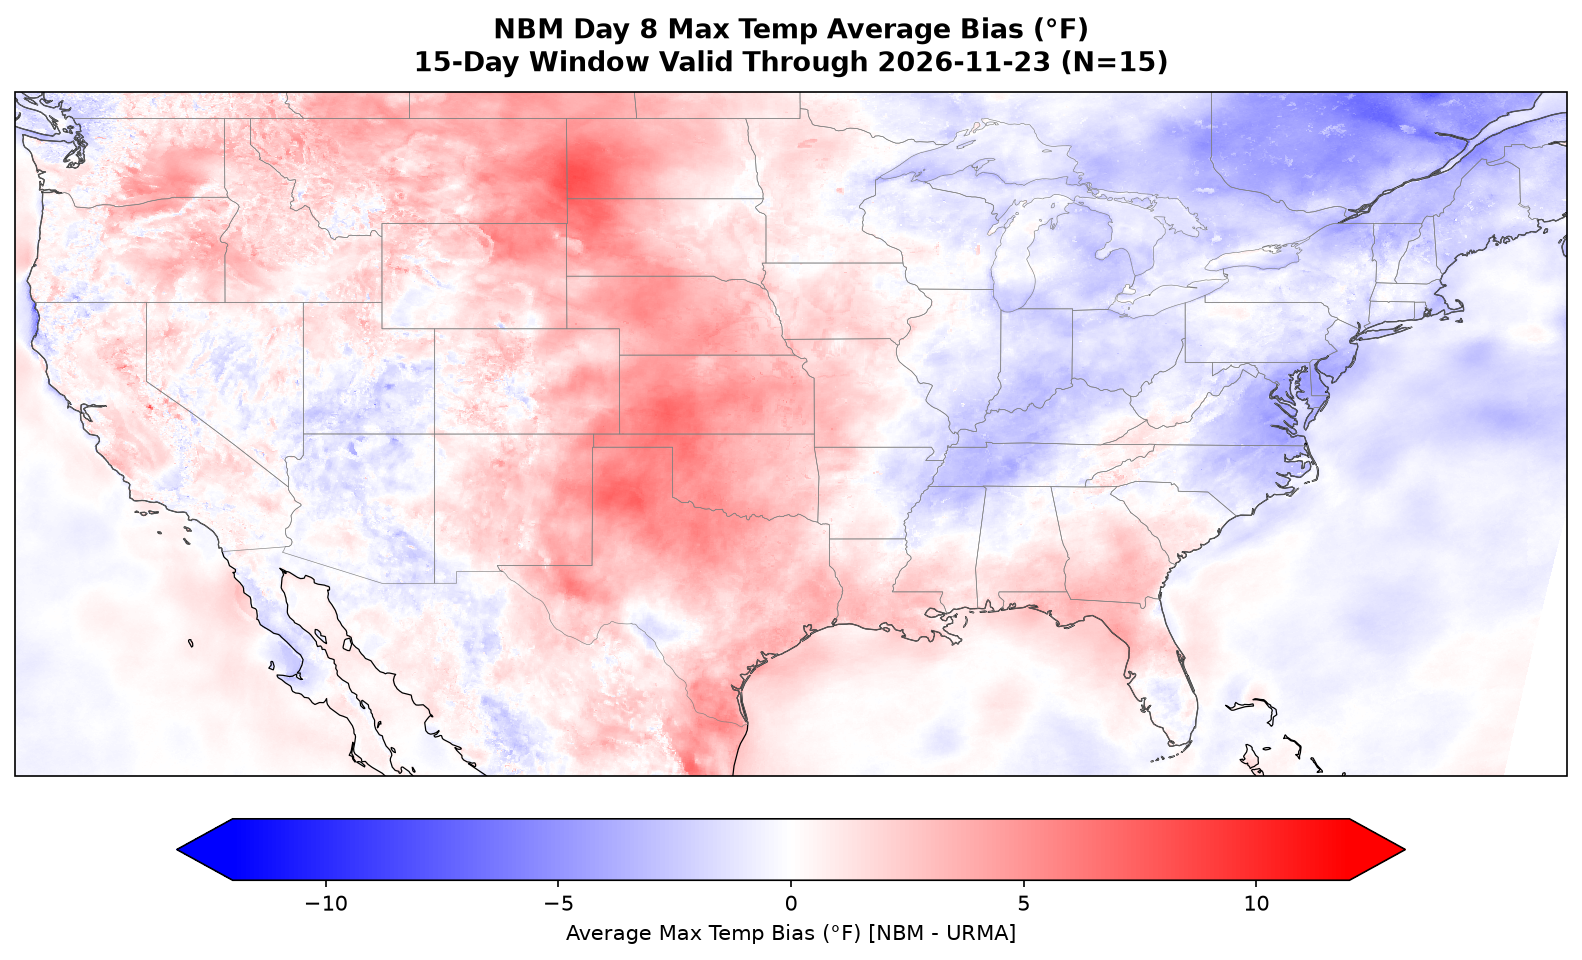 NBM Day 8 Max Temp Average Bias (°F)
15-Day Window Valid Through 2026-11-23 (N=15)
−10 −5 0 5 10
Average Max Temp Bias (°F) [NBM - URMA]